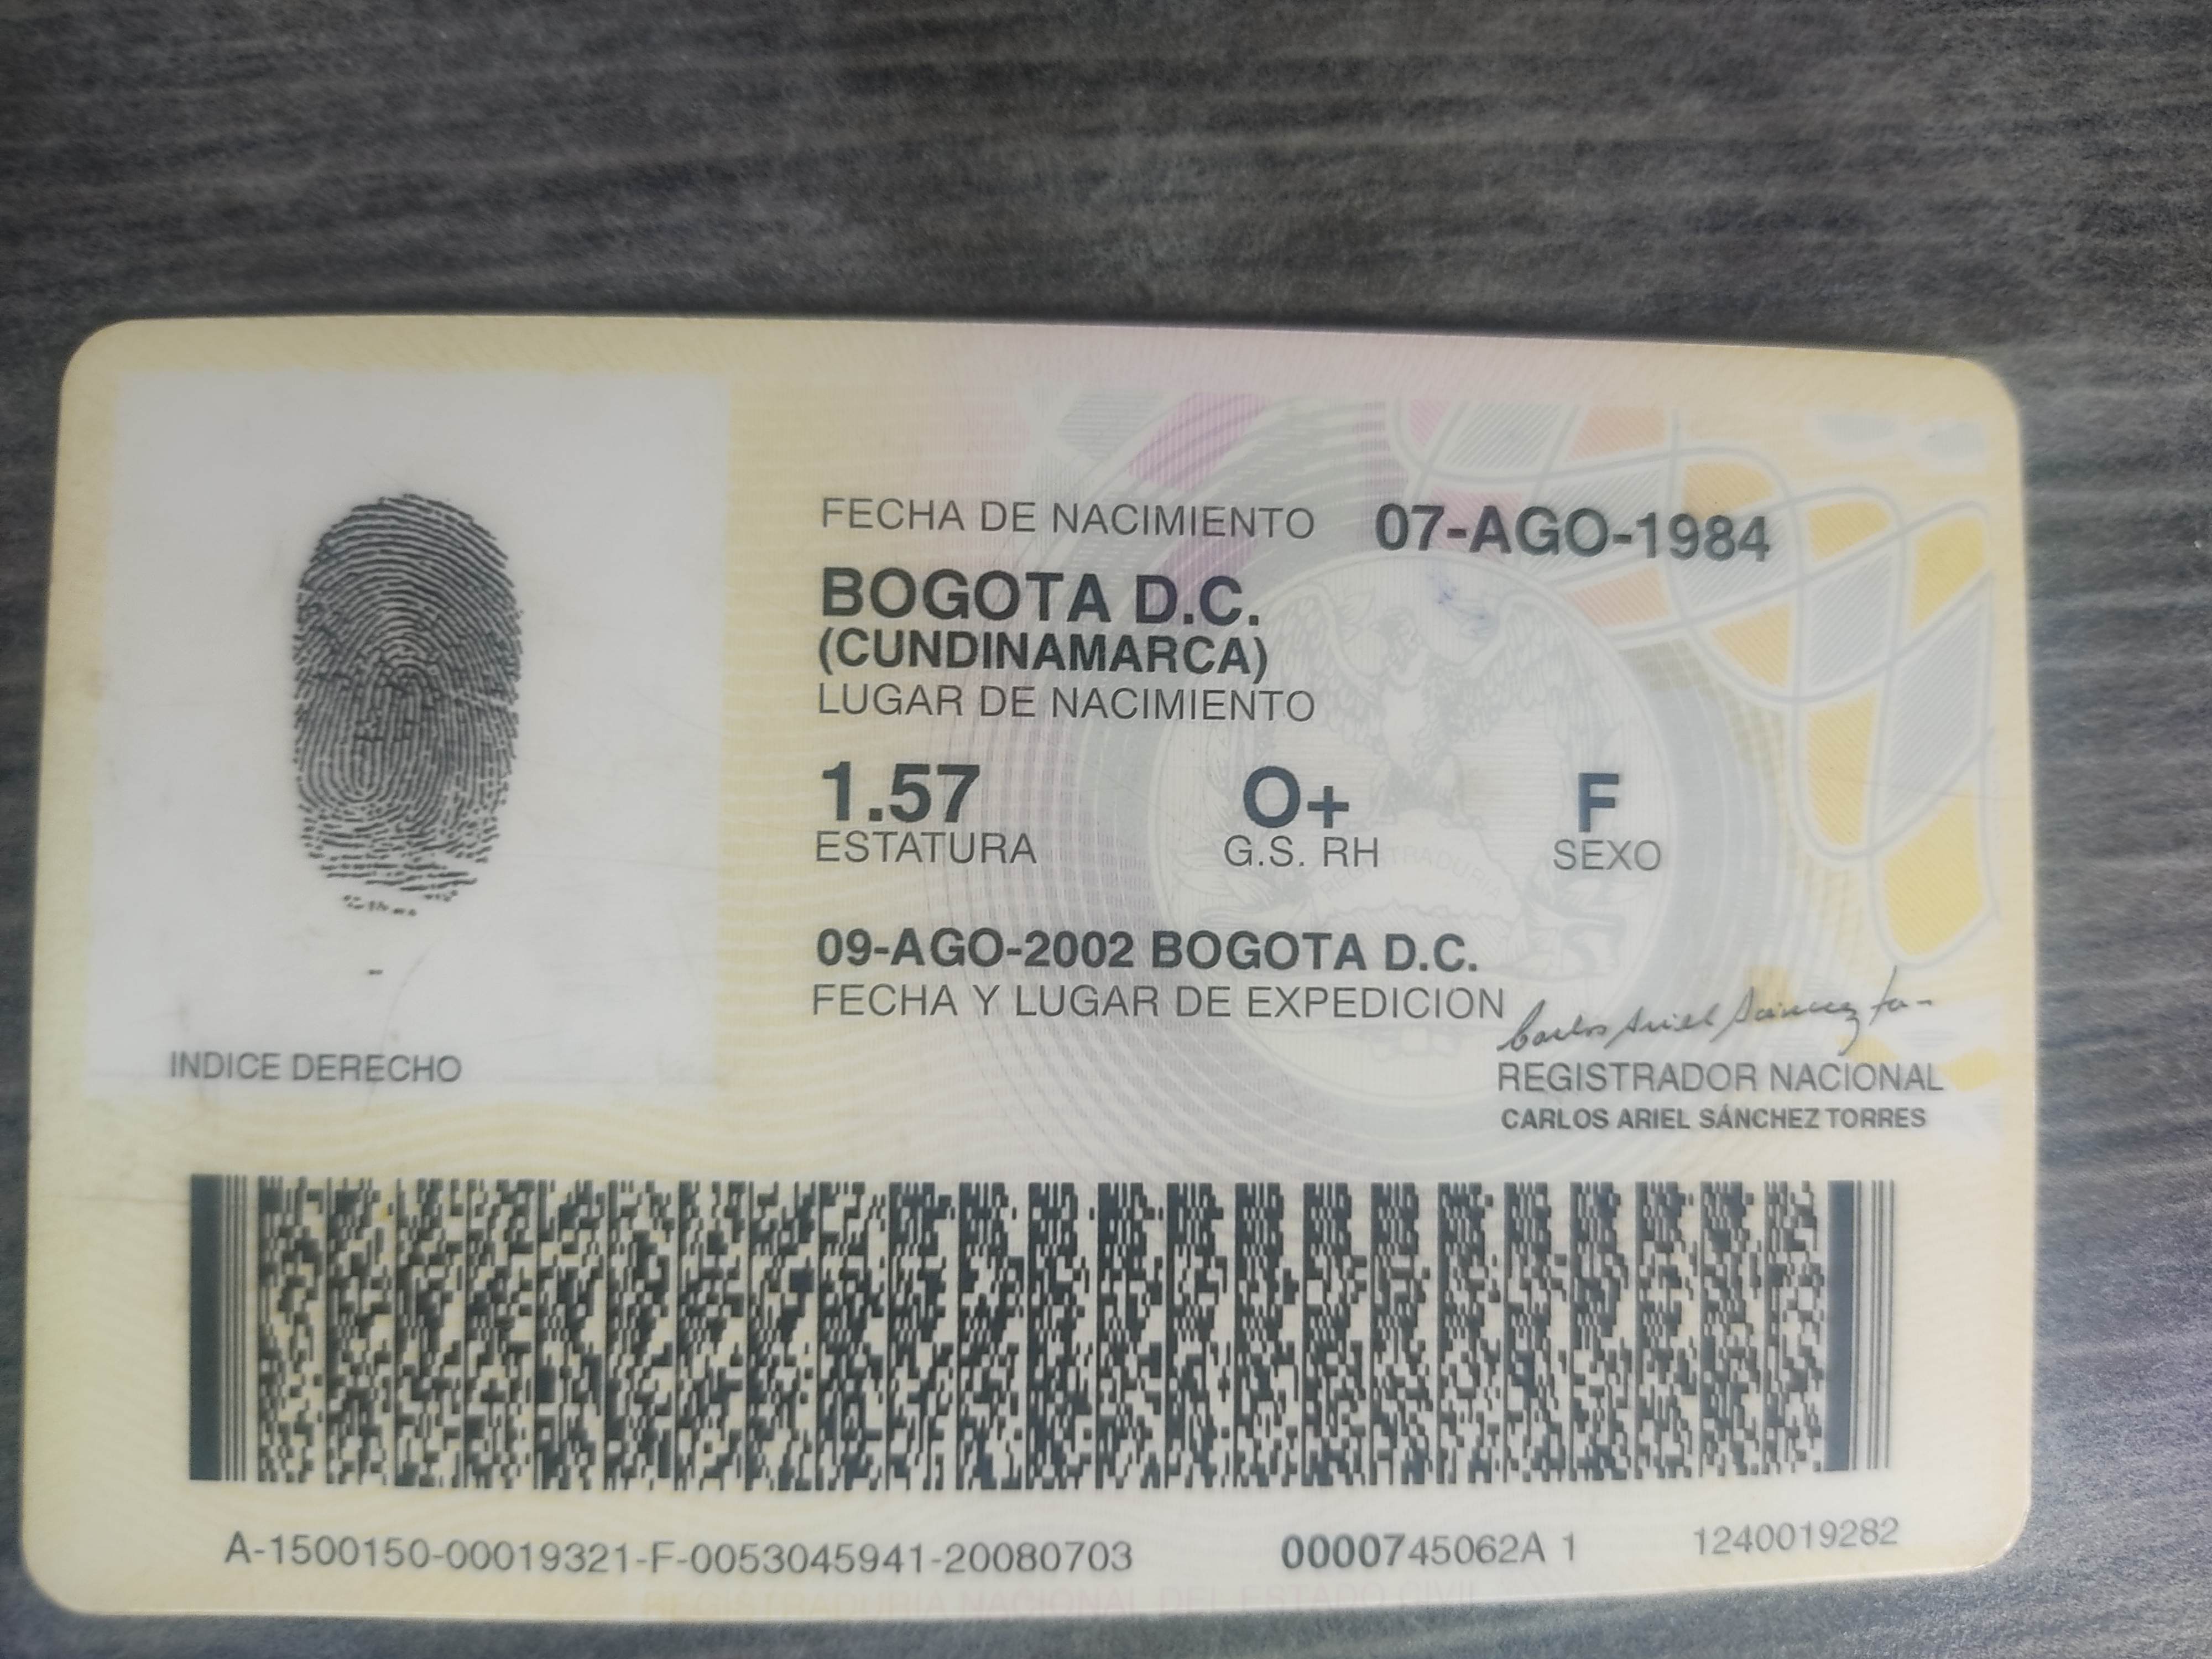 FECHA DE NACIMIENTO 07-AGO-1984
BOGOTA D.C.
(CUNDINAMARCA)
LUGAR DE NACIMIENTO
1.57 O+ F
ESTATURA G.S. RH SEXO
09-AGO-2002 BOGOTA D.C.
FECHA Y LUGAR DE EXPEDICION
INDICE DERECHO
REGISTRADOR NACIONAL
CARLOS ARIEL SÁNCHEZ TORRES
A-1500150-00019321-F-0053045941-20080703 0000745062A 1 1240019282